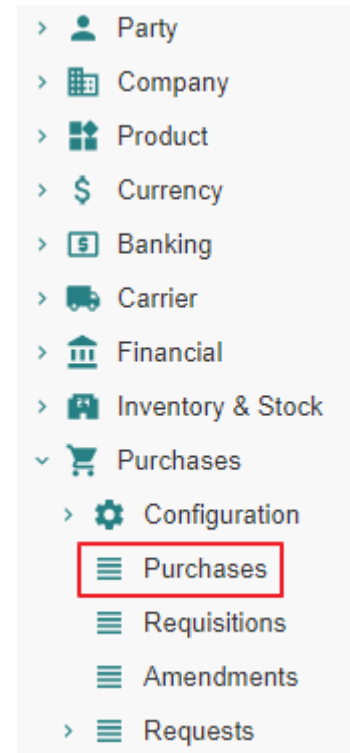 Party
Company
Product
Currency
Banking
Carrier
Financial
Inventory & Stock
Purchases
Configuration
Purchases
Requisitions
Amendments
Requests